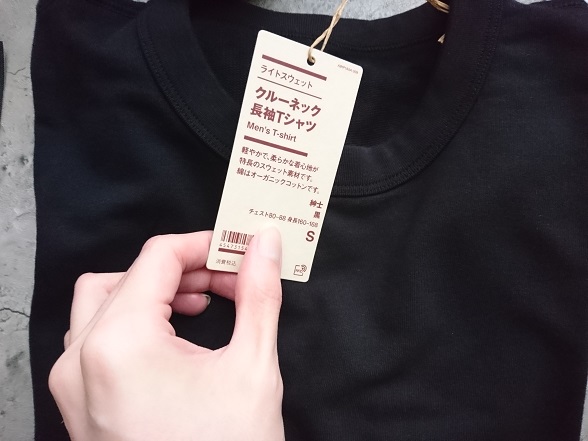 ライトスウェット
クルーネック
長袖Tシャツ
Men's T-shirt
軽やかで、柔らかな着心地が
特長のスウェット素材です。
綿はオーガニックコットンです。
紳士
黒
チェスト80-88 身長160-168
S
消費税込